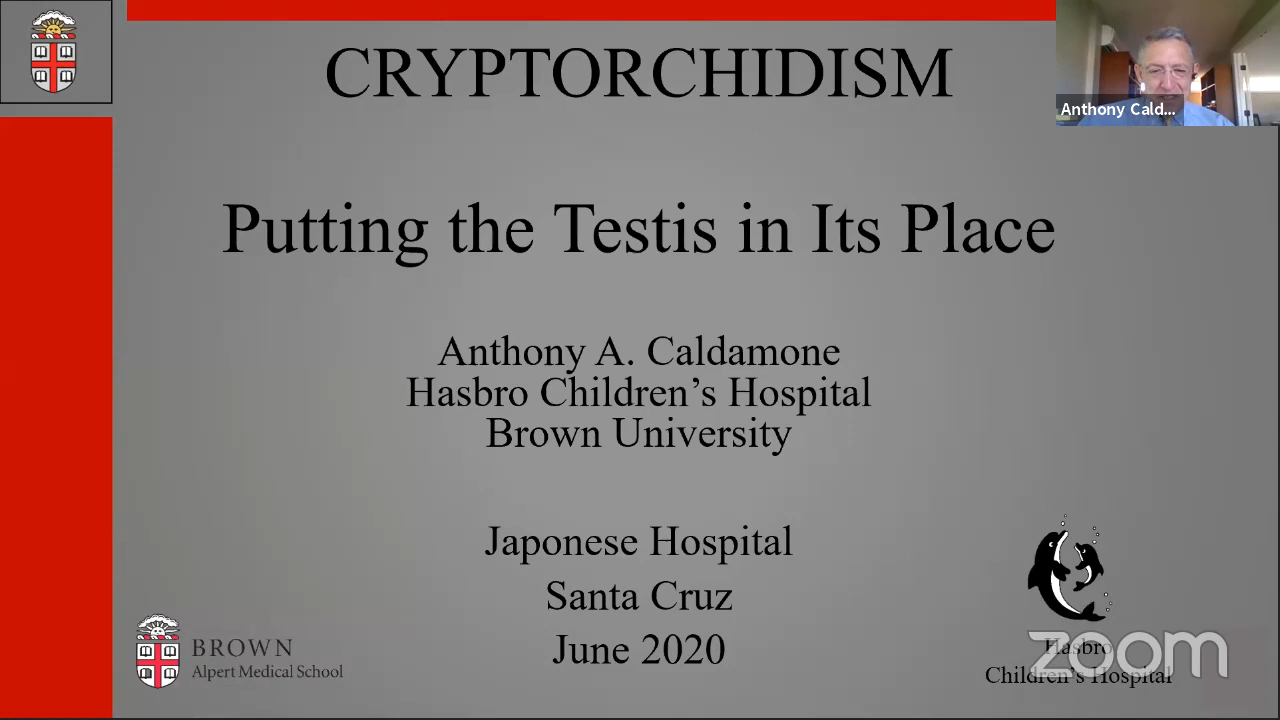 CRYPTORCHIDISM
Anthony Cald...
Putting the Testis in Its Place
Anthony A. Caldamone
Hasbro Children's Hospital
Brown University
Japonese Hospital
Santa Cruz
June 2020
BROWN
Alpert Medical School
Hasbro
Children's Hospital
zoom